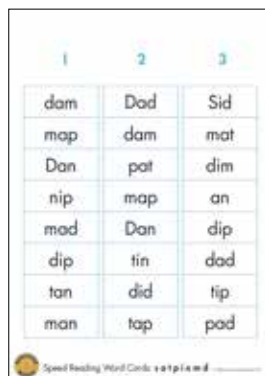 1 2 3
dam Dad Sid
map dam mat
Dan pat dim
nip map an
mad Dan dip
dip tin dad
tan did tip
man tap pad
Speed Reading Word Cards: s a t p i n m d